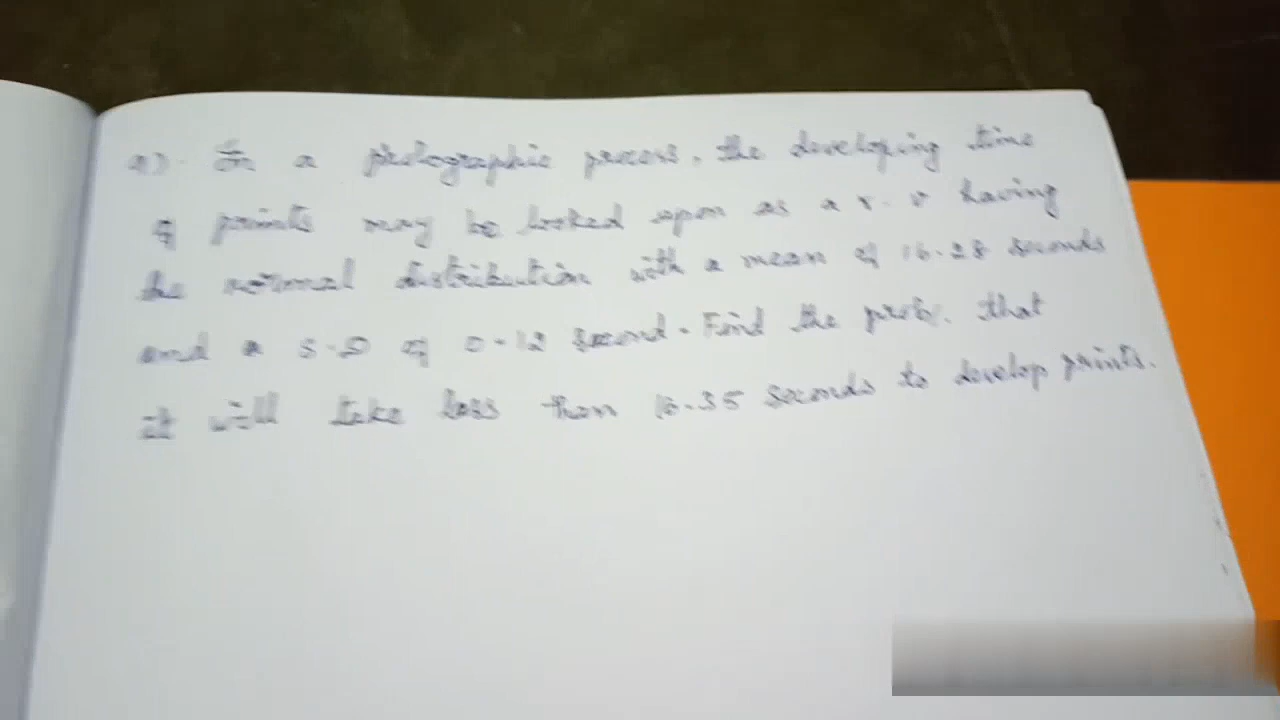 9) In a photographic process, the developing time
of prints may be looked upon as a r.v having
the normal distribution with a mean of 16.28 seconds
and a S.D of 0.12 second. Find the prob. that
it will take less than 16.35 seconds to develop prints.